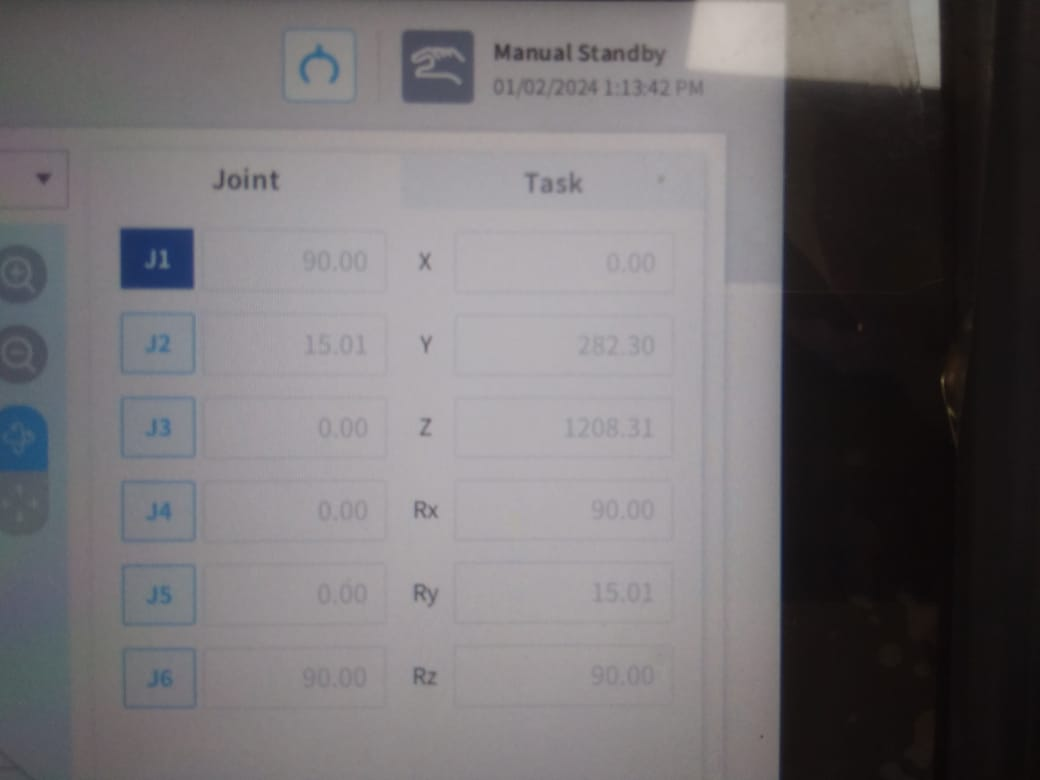 Manual Standby
01/02/2024 1:13:42 PM
Joint Task
J1 90.00 X 0.00
J2 15.01 Y 282.30
J3 0.00 Z 1208.31
J4 0.00 Rx 90.00
J5 0.00 Ry 15.01
J6 90.00 Rz 90.00